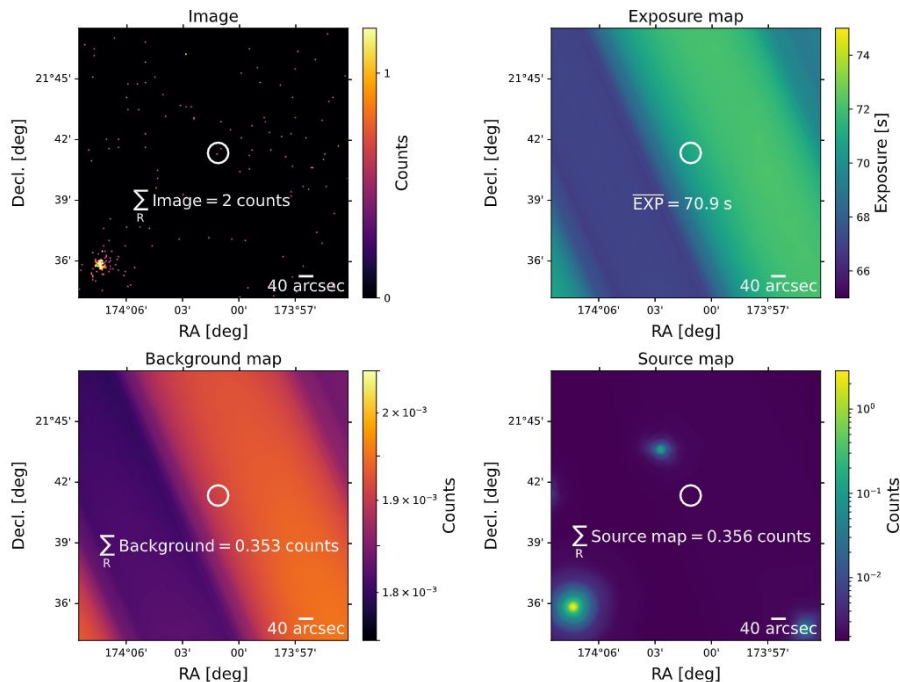 Image
Decl. [deg]
21°45'
42'
39'
36'
∑ Image = 2 counts
R
40 arcsec
174°06' 03' 00' 173°57'
RA [deg]
1
0
Counts
Exposure map
Decl. [deg]
21°45'
42'
39'
36'
EXP = 70.9 s
40 arcsec
174°06' 03' 00' 173°57'
RA [deg]
74
72
70
68
66
Exposure [s]
Background map
Decl. [deg]
21°45'
42'
39'
36'
∑ Background = 0.353 counts
R
40 arcsec
174°06' 03' 00' 173°57'
RA [deg]
2 × 10⁻³
1.9 × 10⁻³
1.8 × 10⁻³
Counts
Source map
Decl. [deg]
21°45'
42'
39'
36'
∑ Source map = 0.356 counts
R
40 arcsec
174°06' 03' 00' 173°57'
RA [deg]
10⁰
10⁻¹
10⁻²
Counts